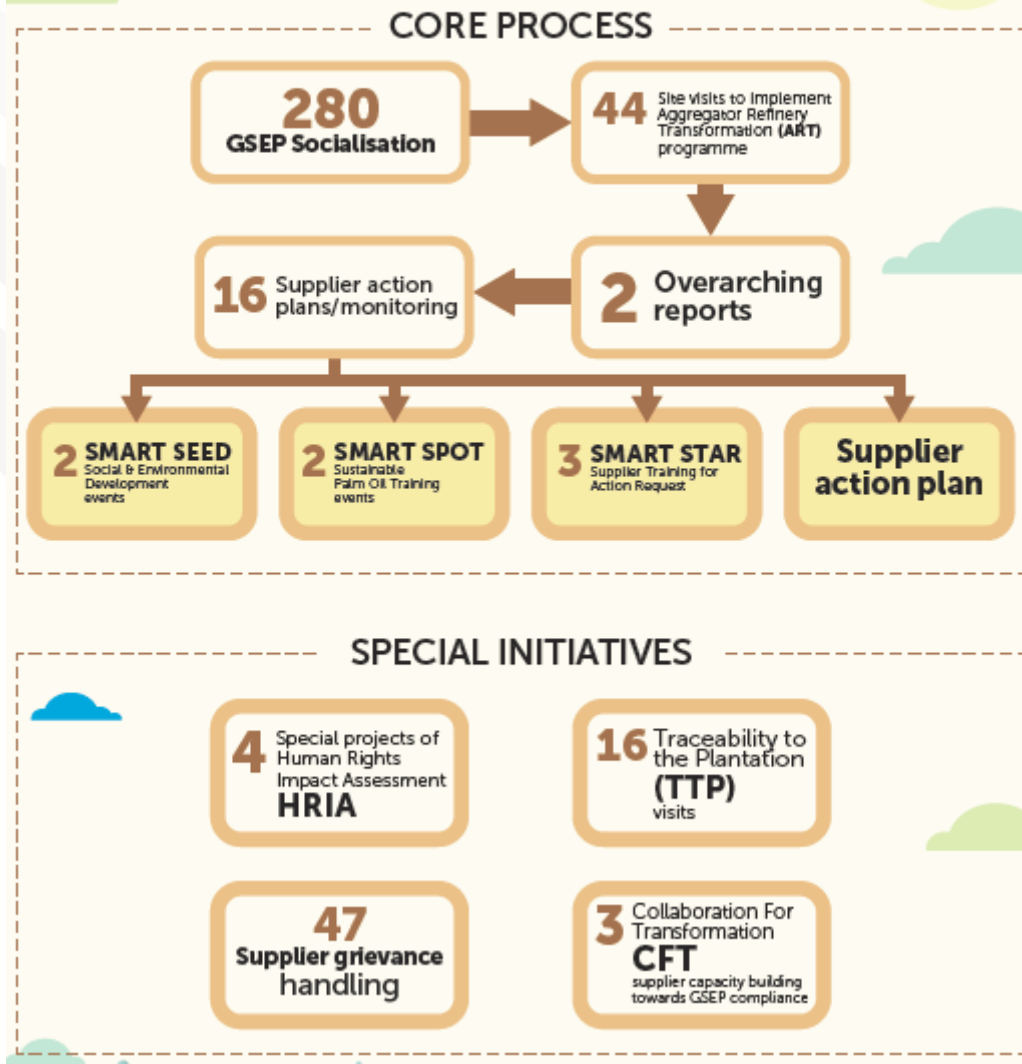 CORE PROCESS
280
GSEP Socialisation
44
Site visits to Implement
Aggregator Refinery
Transformation (ART)
programme
2
Overarching
reports
16
Supplier action
plans/monitoring
2
SMART SEED
Social & Environmental
Development
events
2
SMART SPOT
Sustainable
Palm Oil Training
events
3
SMART STAR
Supplier Training for
Action Request
Supplier
action plan
SPECIAL INITIATIVES
4
Special projects of
Human Rights
Impact Assessment
HRIA
16
Traceability to
the Plantation
(TTP)
visits
47
Supplier grievance
handling
3
Collaboration For
Transformation
CFT
supplier capacity building
towards GSEP compliance